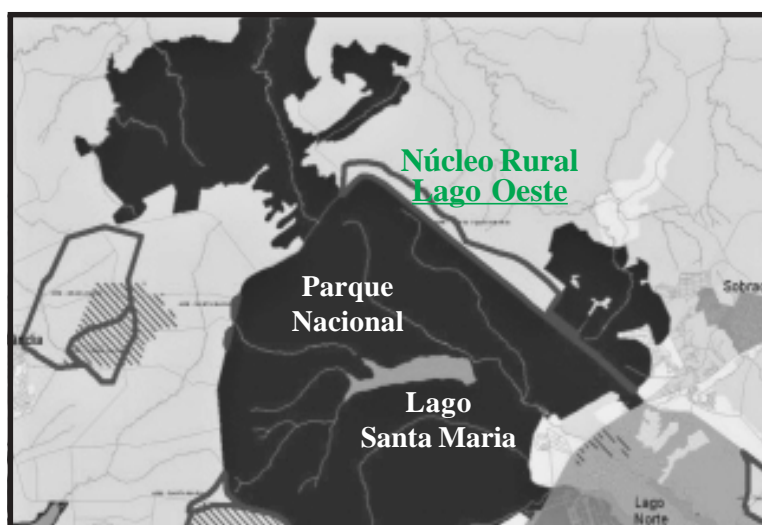 Núcleo Rural
Lago Oeste
Parque
Nacional
Sobrad
Lago
Santa Maria
Lago
Norte